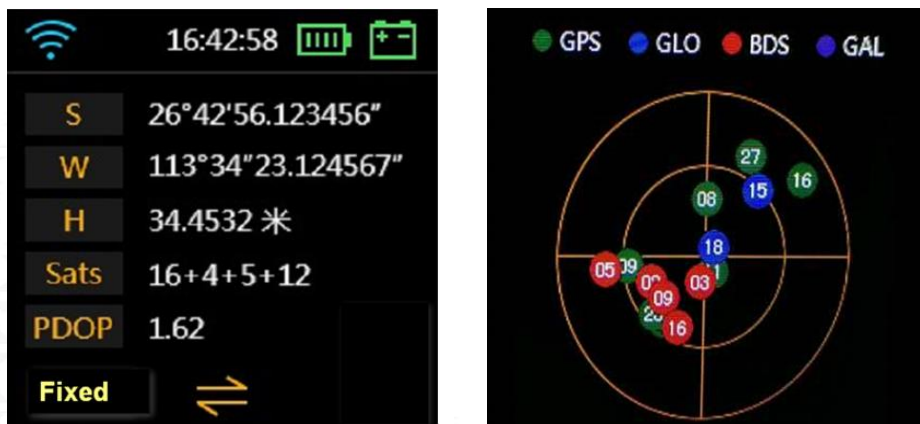 16:42:58
S 26°42'56.123456"
W 113°34"23.124567"
H 34.4532 米
Sats 16+4+5+12
PDOP 1.62
Fixed
GPS GLO BDS GAL
27
16
15
08
18
05
09
03
09
16